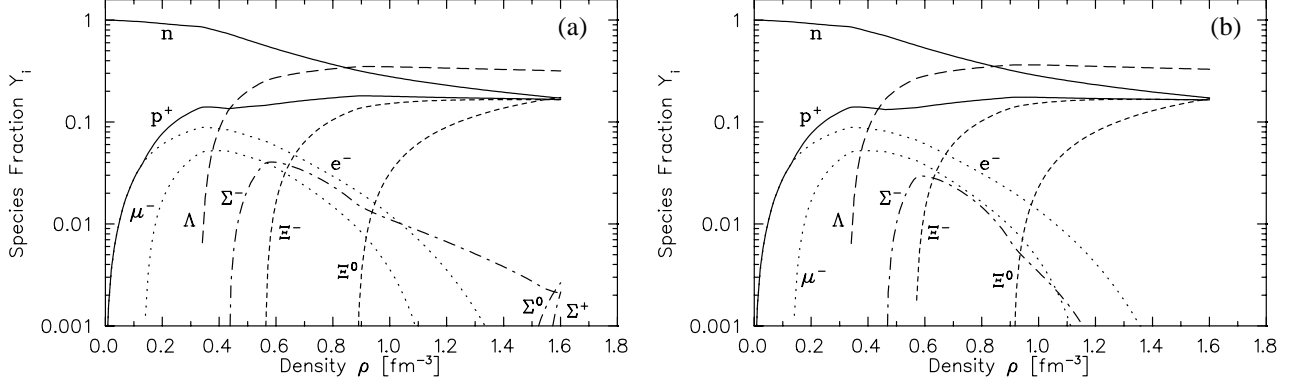 (a)
Species Fraction Y_i
1
0.1
0.01
0.001
n
p⁺
e⁻
μ⁻
Λ
Σ⁻
Ξ⁻
Ξ⁰
Σ⁰
Σ⁺
0.0 0.2 0.4 0.6 0.8 1.0 1.2 1.4 1.6 1.8
Density ρ [fm⁻³]
(b)
Species Fraction Y_i
1
0.1
0.01
0.001
n
p⁺
e⁻
Σ⁻
Λ
Ξ⁻
μ⁻
Ξ⁰
0.0 0.2 0.4 0.6 0.8 1.0 1.2 1.4 1.6 1.8
Density ρ [fm⁻³]